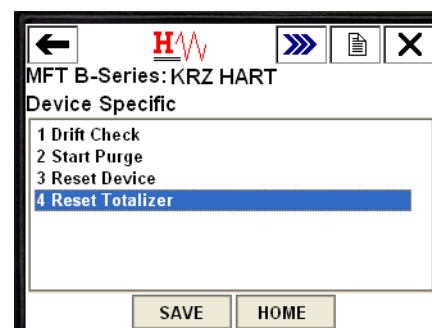 H
MFT B-Series: KRZ HART
Device Specific
1 Drift Check
2 Start Purge
3 Reset Device
4 Reset Totalizer
SAVE HOME